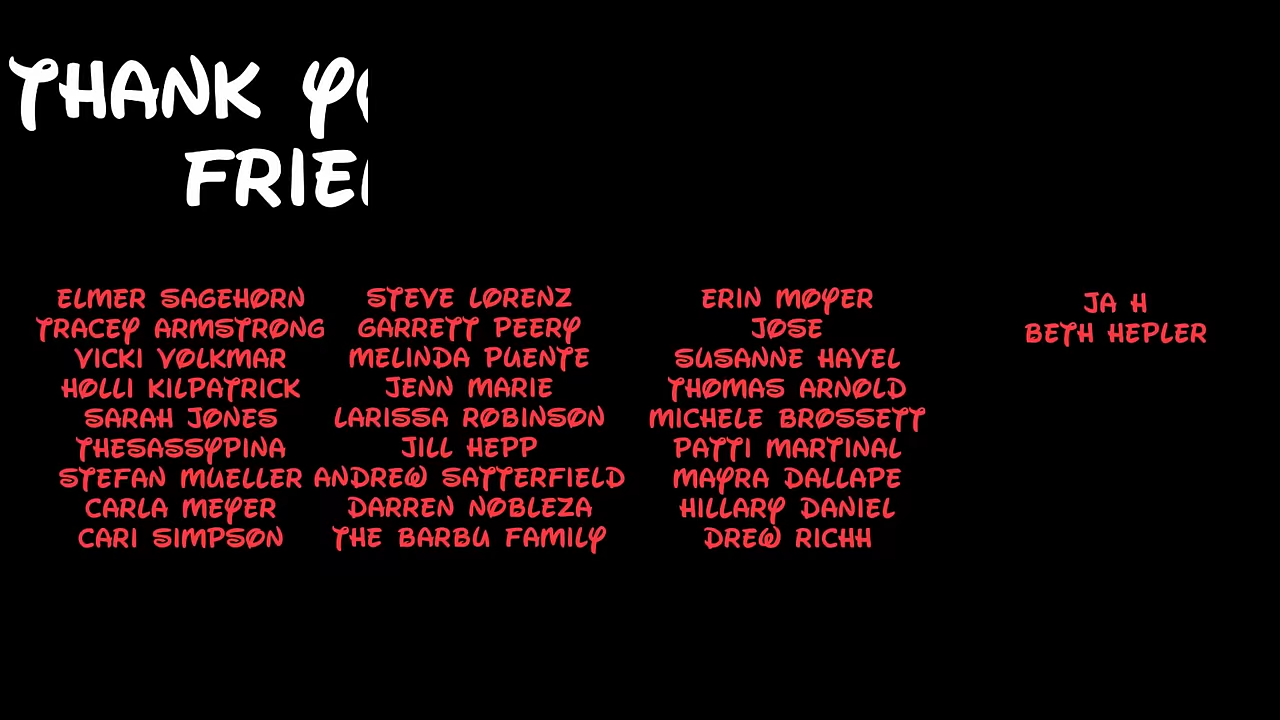 THANK YO
FRIE
ELMER SAGEHORN
TRACEY ARMSTRONG
VICKI VOLKMAR
HOLLI KILPATRICK
SARAH JONES
THESASSYPINA
STEFAN MUELLER
CARLA MEYER
CARI SIMPSON
STEVE LORENZ
GARRETT PEERY
MELINDA PUENTE
JENN MARIE
LARISSA ROBINSON
JILL HEPP
ANDREW SATTERFIELD
DARREN NOBLEZA
THE BARBU FAMILY
ERIN MOYER
JOSE
SUSANNE HAVEL
THOMAS ARNOLD
MICHELE BROSSETT
PATTI MARTINAL
MAYRA DALLAPE
HILLARY DANIEL
DREW RICHH
JA H
BETH HEPLER